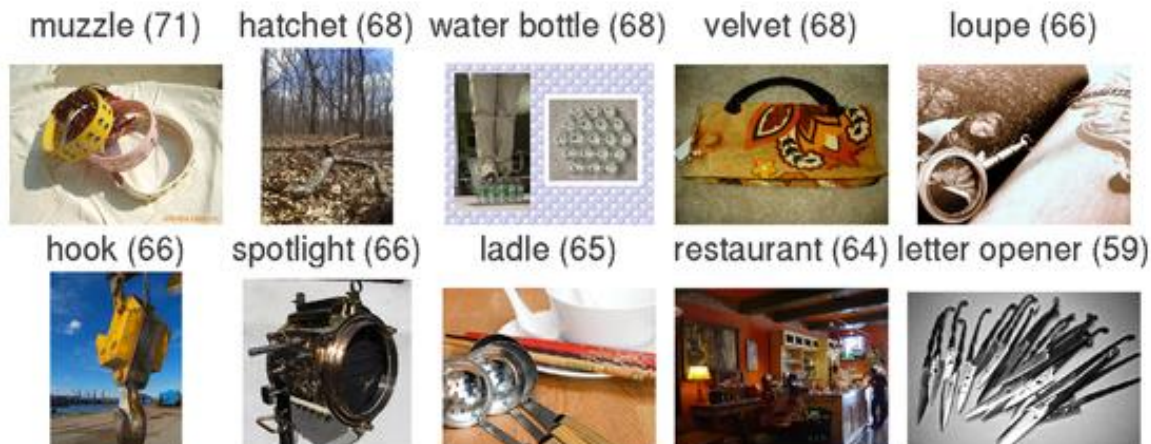 muzzle (71) hatchet (68) water bottle (68) velvet (68) loupe (66)
hook (66) spotlight (66) ladle (65) restaurant (64) letter opener (59)